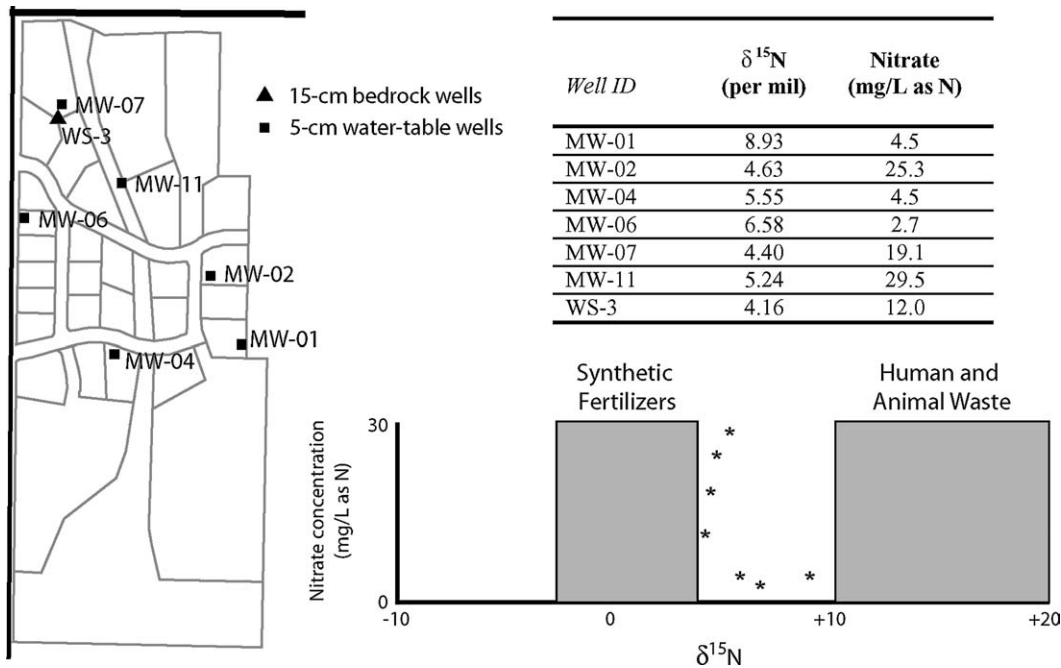 MW-07
WS-3
MW-11
MW-06
MW-02
MW-01
MW-04
15-cm bedrock wells
5-cm water-table wells
Well ID δ¹⁵N (per mil) Nitrate (mg/L as N)
MW-01 8.93 4.5
MW-02 4.63 25.3
MW-04 5.55 4.5
MW-06 6.58 2.7
MW-07 4.40 19.1
MW-11 5.24 29.5
WS-3 4.16 12.0
Synthetic
Fertilizers
Human and
Animal Waste
Nitrate concentration
(mg/L as N)
30
0
-10 0 +10 +20
δ¹⁵N